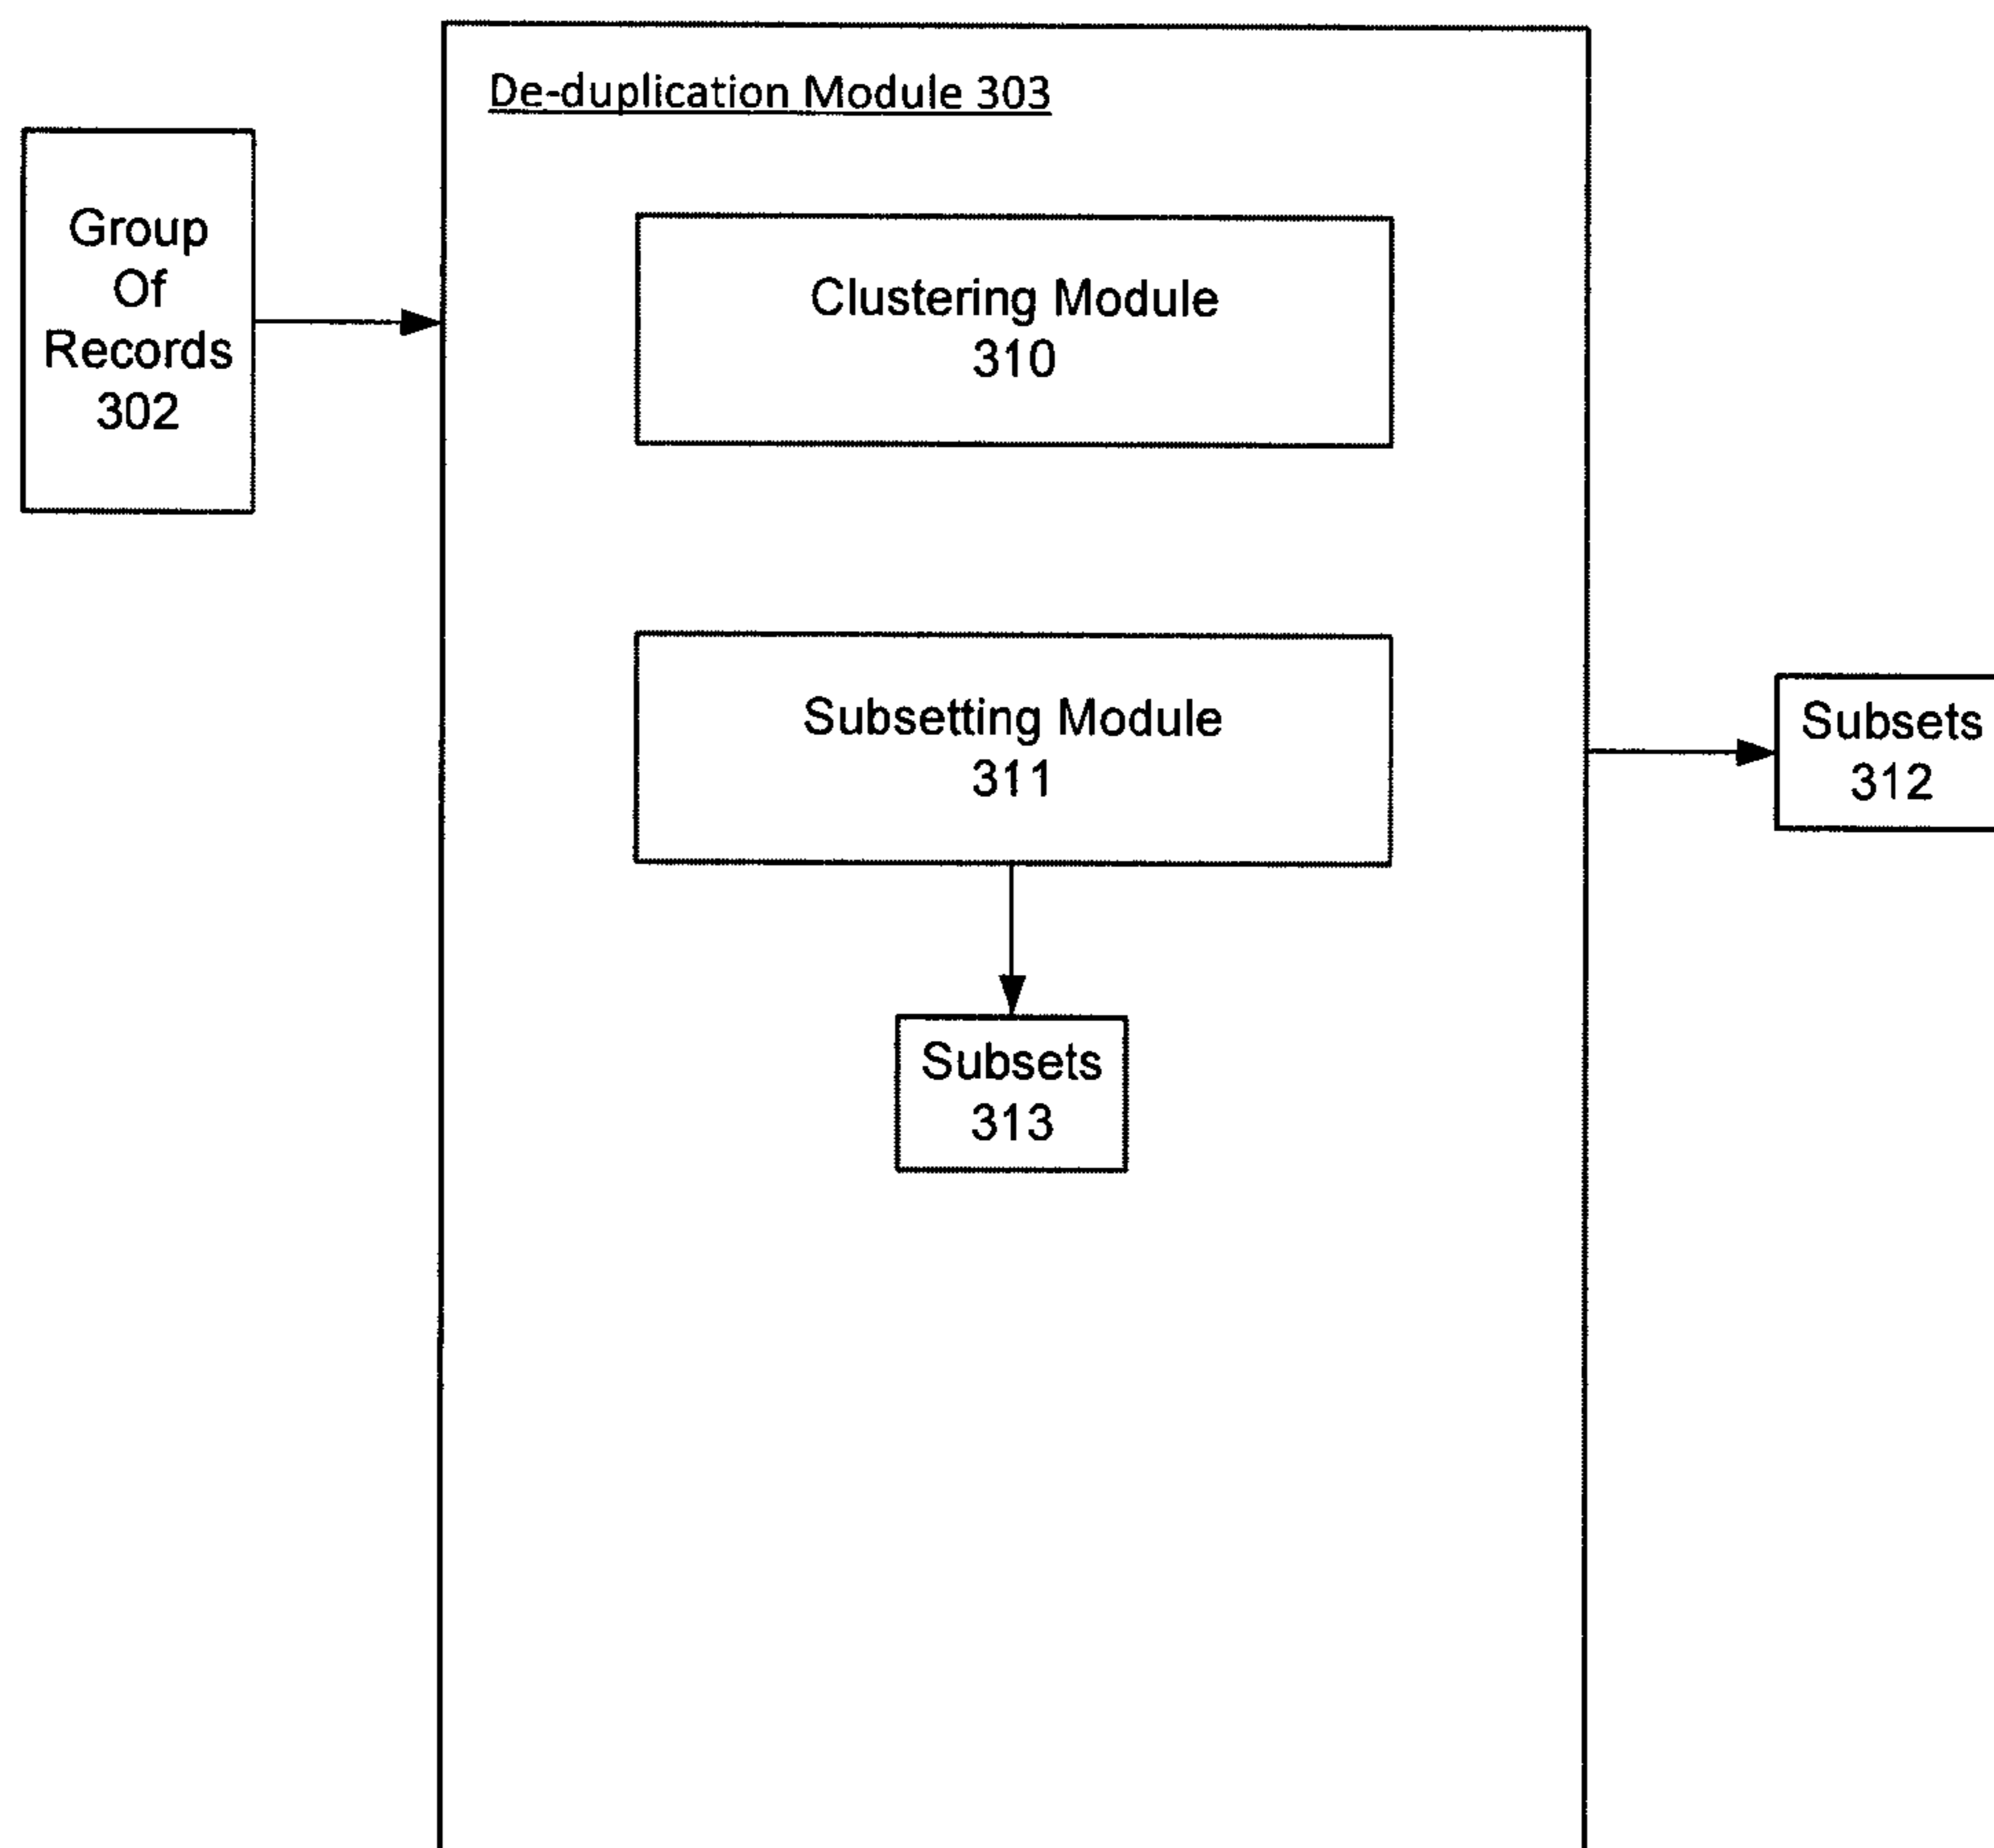 De-duplication Module 303
Group
Of
Records
302
Clustering Module
310
Subsetting Module
311
Subsets
312
Subsets
313